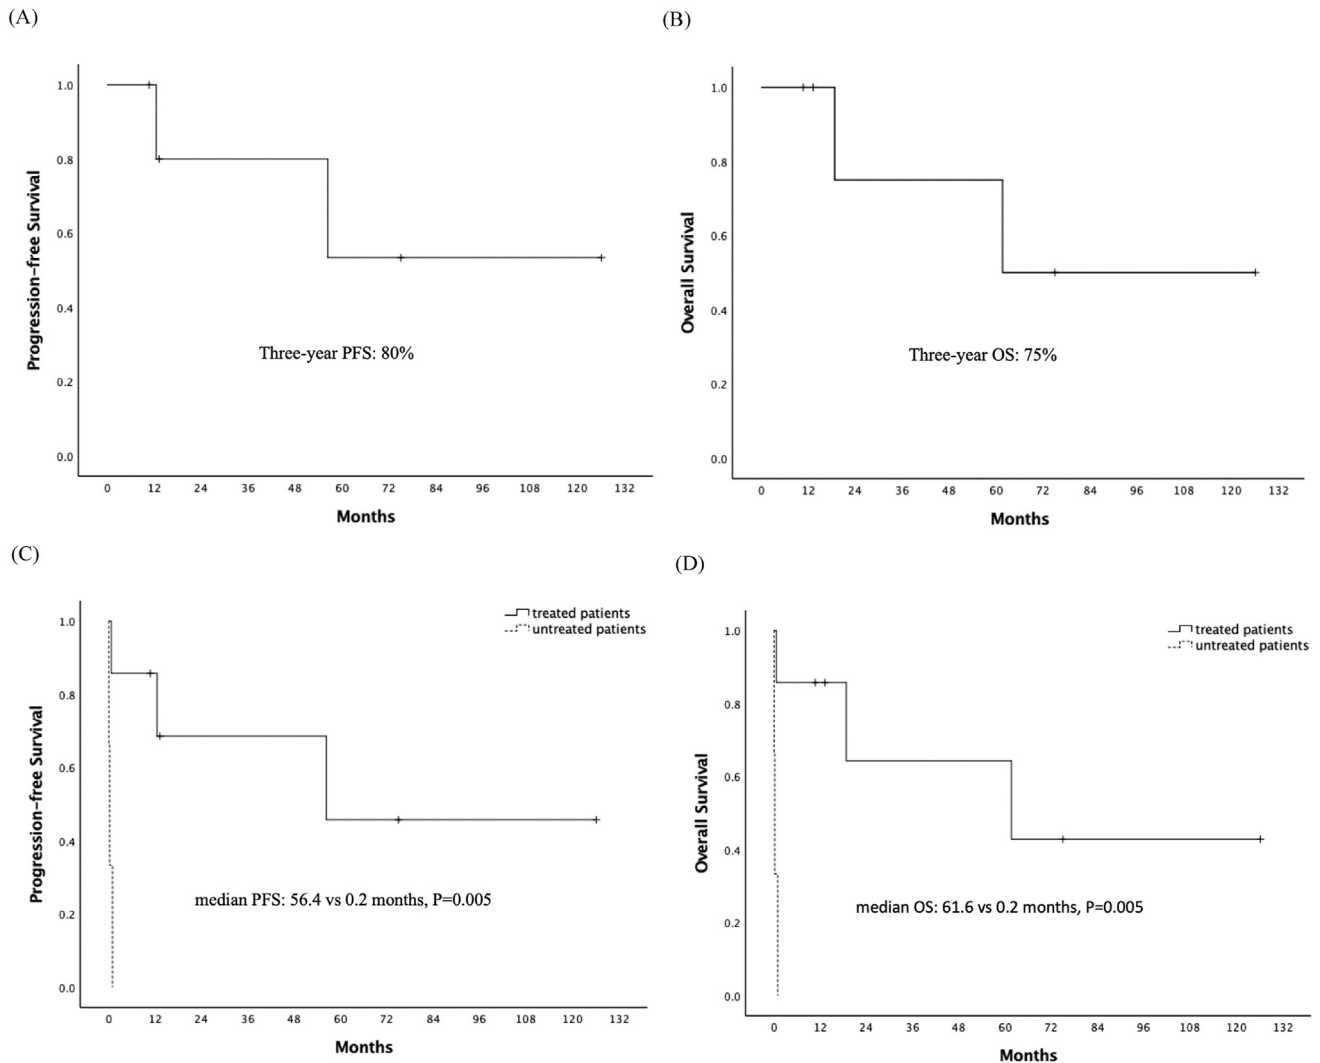 (A)
Progression-free Survival
1.0
0.8
0.6
0.4
0.2
0.0
Three-year PFS: 80%
0 12 24 36 48 60 72 84 96 108 120 132
Months
(B)
Overall Survival
1.0
0.8
0.6
0.4
0.2
0.0
Three-year OS: 75%
0 12 24 36 48 60 72 84 96 108 120 132
Months
(C)
treated patients
untreated patients
Progression-free Survival
1.0
0.8
0.6
0.4
0.2
0.0
median PFS: 56.4 vs 0.2 months, P=0.005
0 12 24 36 48 60 72 84 96 108 120 132
Months
(D)
treated patients
untreated patients
Overall Survival
1.0
0.8
0.6
0.4
0.2
0.0
median OS: 61.6 vs 0.2 months, P=0.005
0 12 24 36 48 60 72 84 96 108 120 132
Months